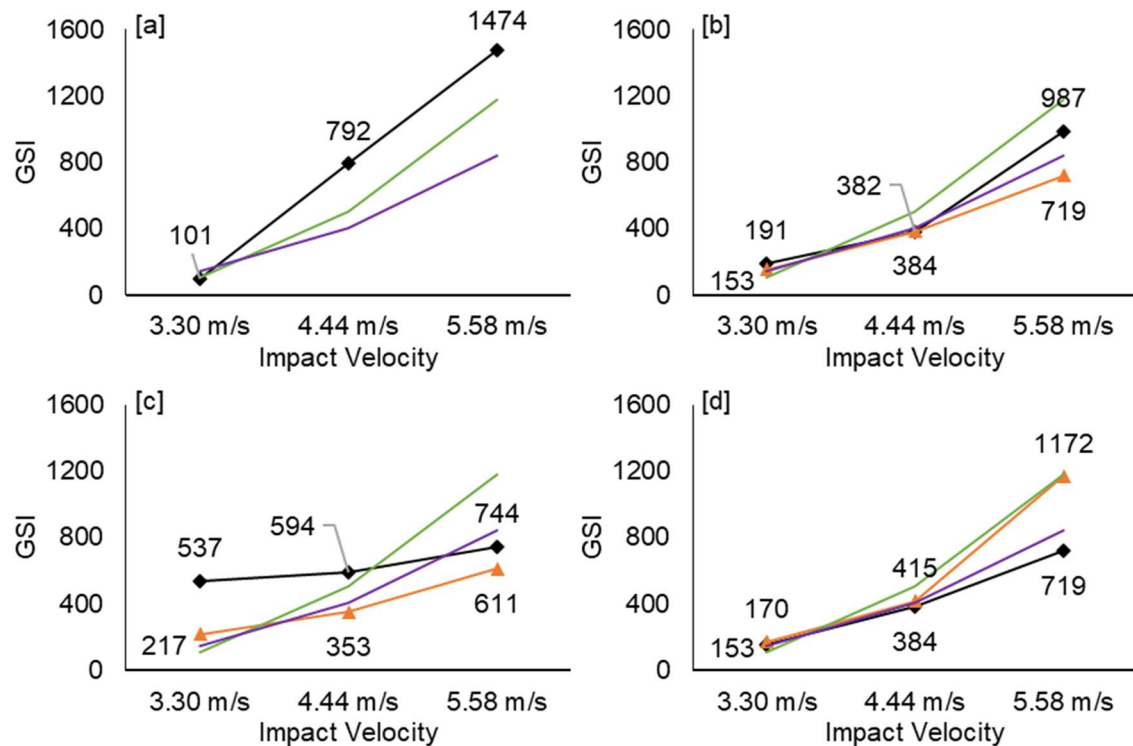 [a]
1600
1200
800
400
0
GSI
1474
792
101
3.30 m/s 4.44 m/s 5.58 m/s
Impact Velocity
[b]
1600
1200
800
400
0
GSI
987
382
191
719
153
384
3.30 m/s 4.44 m/s 5.58 m/s
Impact Velocity
[c]
1600
1200
800
400
0
GSI
594
744
537
611
217
353
3.30 m/s 4.44 m/s 5.58 m/s
Impact Velocity
[d]
1600
1200
800
400
0
GSI
1172
415
170
719
153
384
3.30 m/s 4.44 m/s 5.58 m/s
Impact Velocity